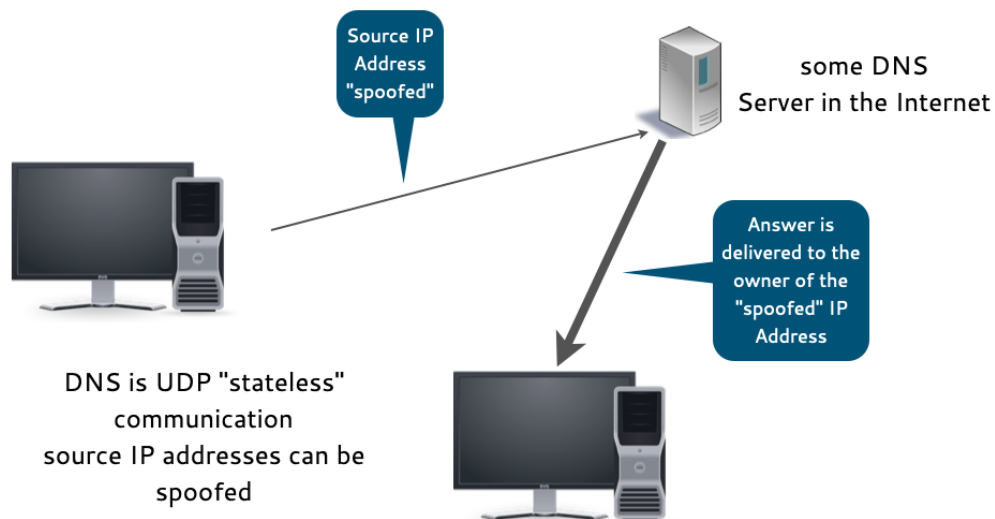 Source IP
Address
"spoofed"
some DNS
Server in the Internet
Answer is
delivered to the
owner of the
"spoofed" IP
Address
DNS is UDP "stateless"
communication
source IP addresses can be
spoofed